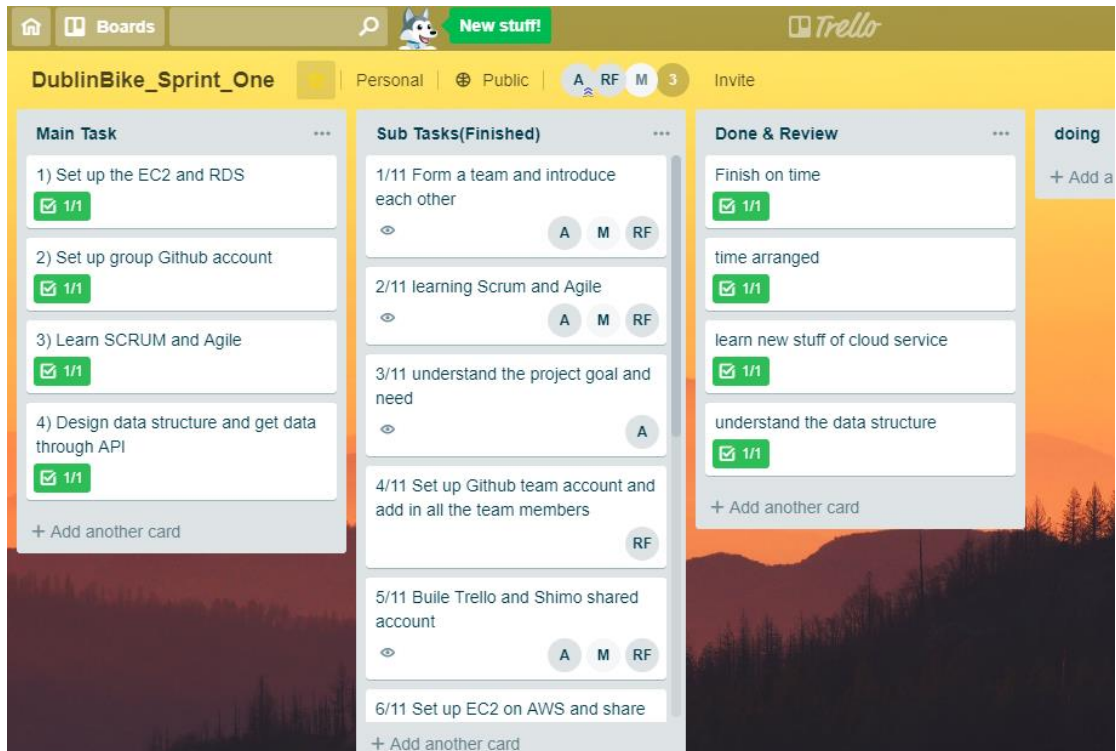 Boards
New stuff!
Trello
DublinBike_Sprint_One
Personal
Public
A
RF
M
3
Invite
Main Task
1) Set up the EC2 and RDS
1/1
2) Set up group Github account
1/1
3) Learn SCRUM and Agile
1/1
4) Design data structure and get data
through API
1/1
+ Add another card
Sub Tasks(Finished)
1/11 Form a team and introduce
each other
A M RF
2/11 learning Scrum and Agile
A M RF
3/11 understand the project goal and
need
A
4/11 Set up Github team account and
add in all the team members
RF
5/11 Buile Trello and Shimo shared
account
A M RF
6/11 Set up EC2 on AWS and share
+ Add another card
Done & Review
Finish on time
1/1
time arranged
1/1
learn new stuff of cloud service
1/1
understand the data structure
1/1
+ Add another card
doing
+ Add a